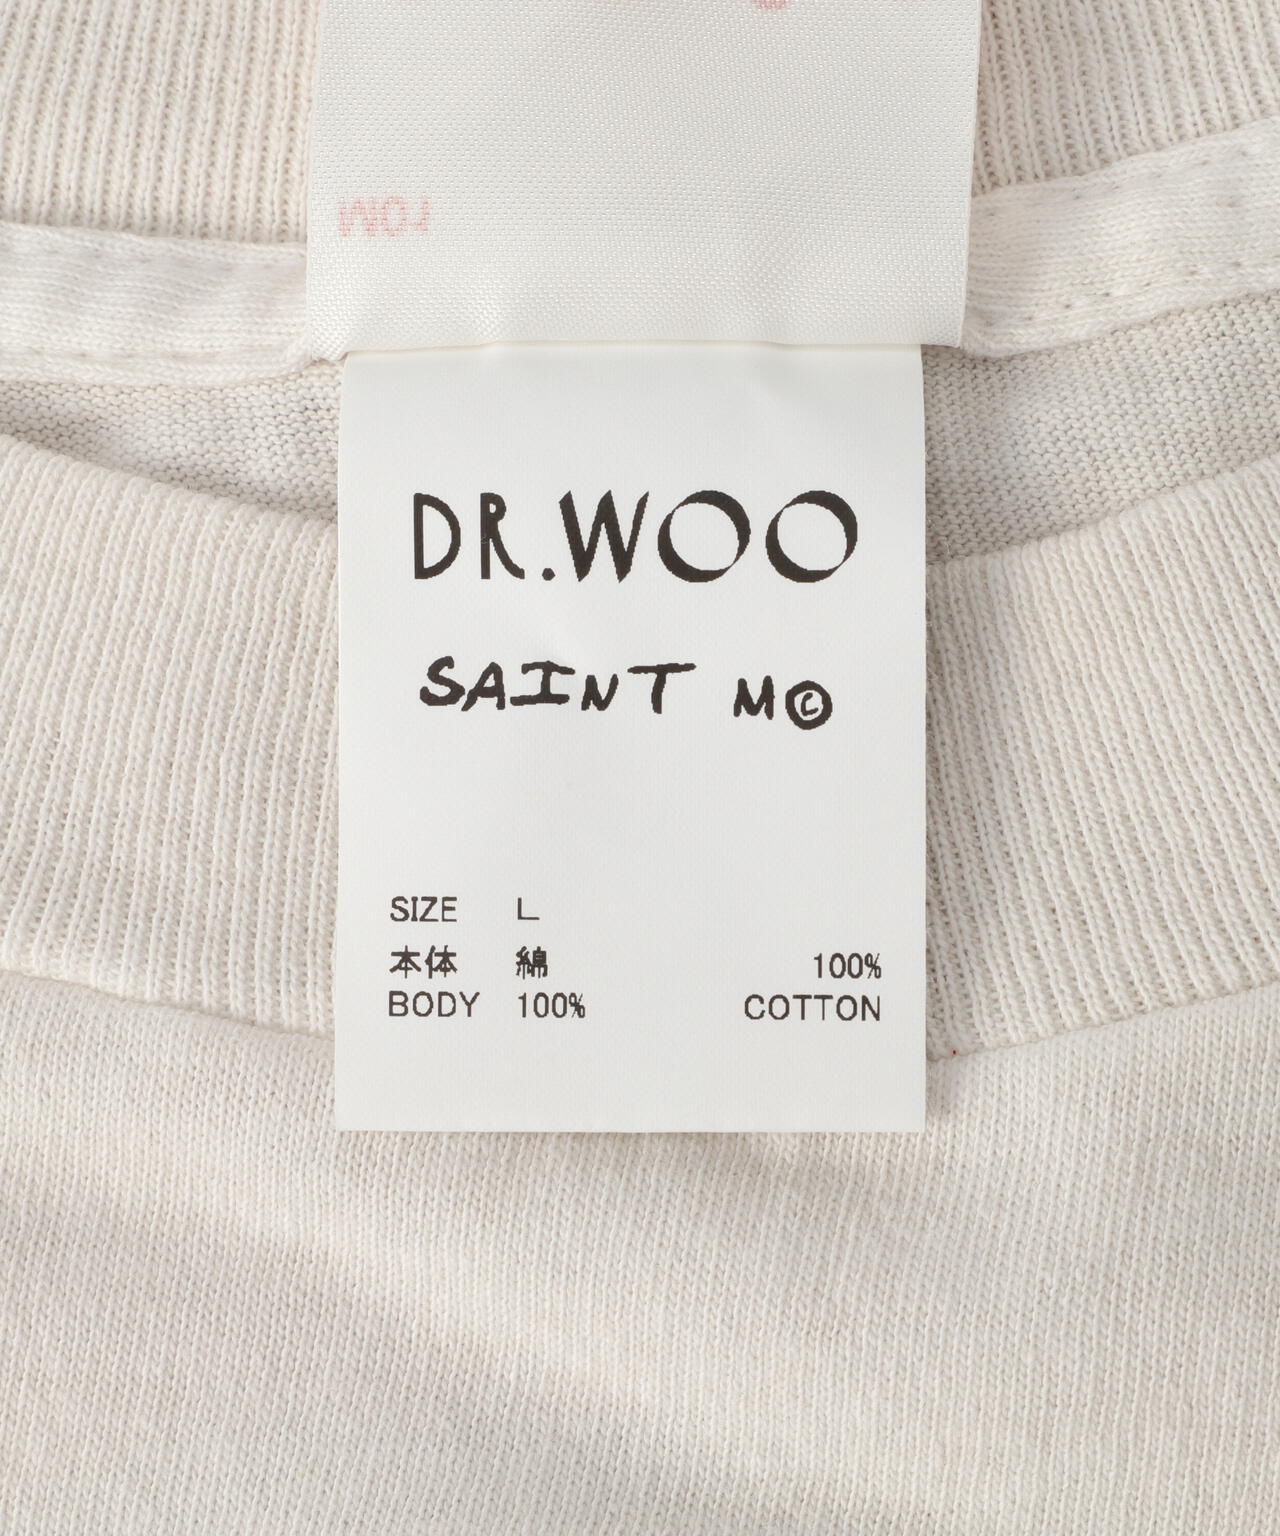 DR.WOO
SAINT M©
SIZE L
本体 綿 100%
BODY 100% COTTON